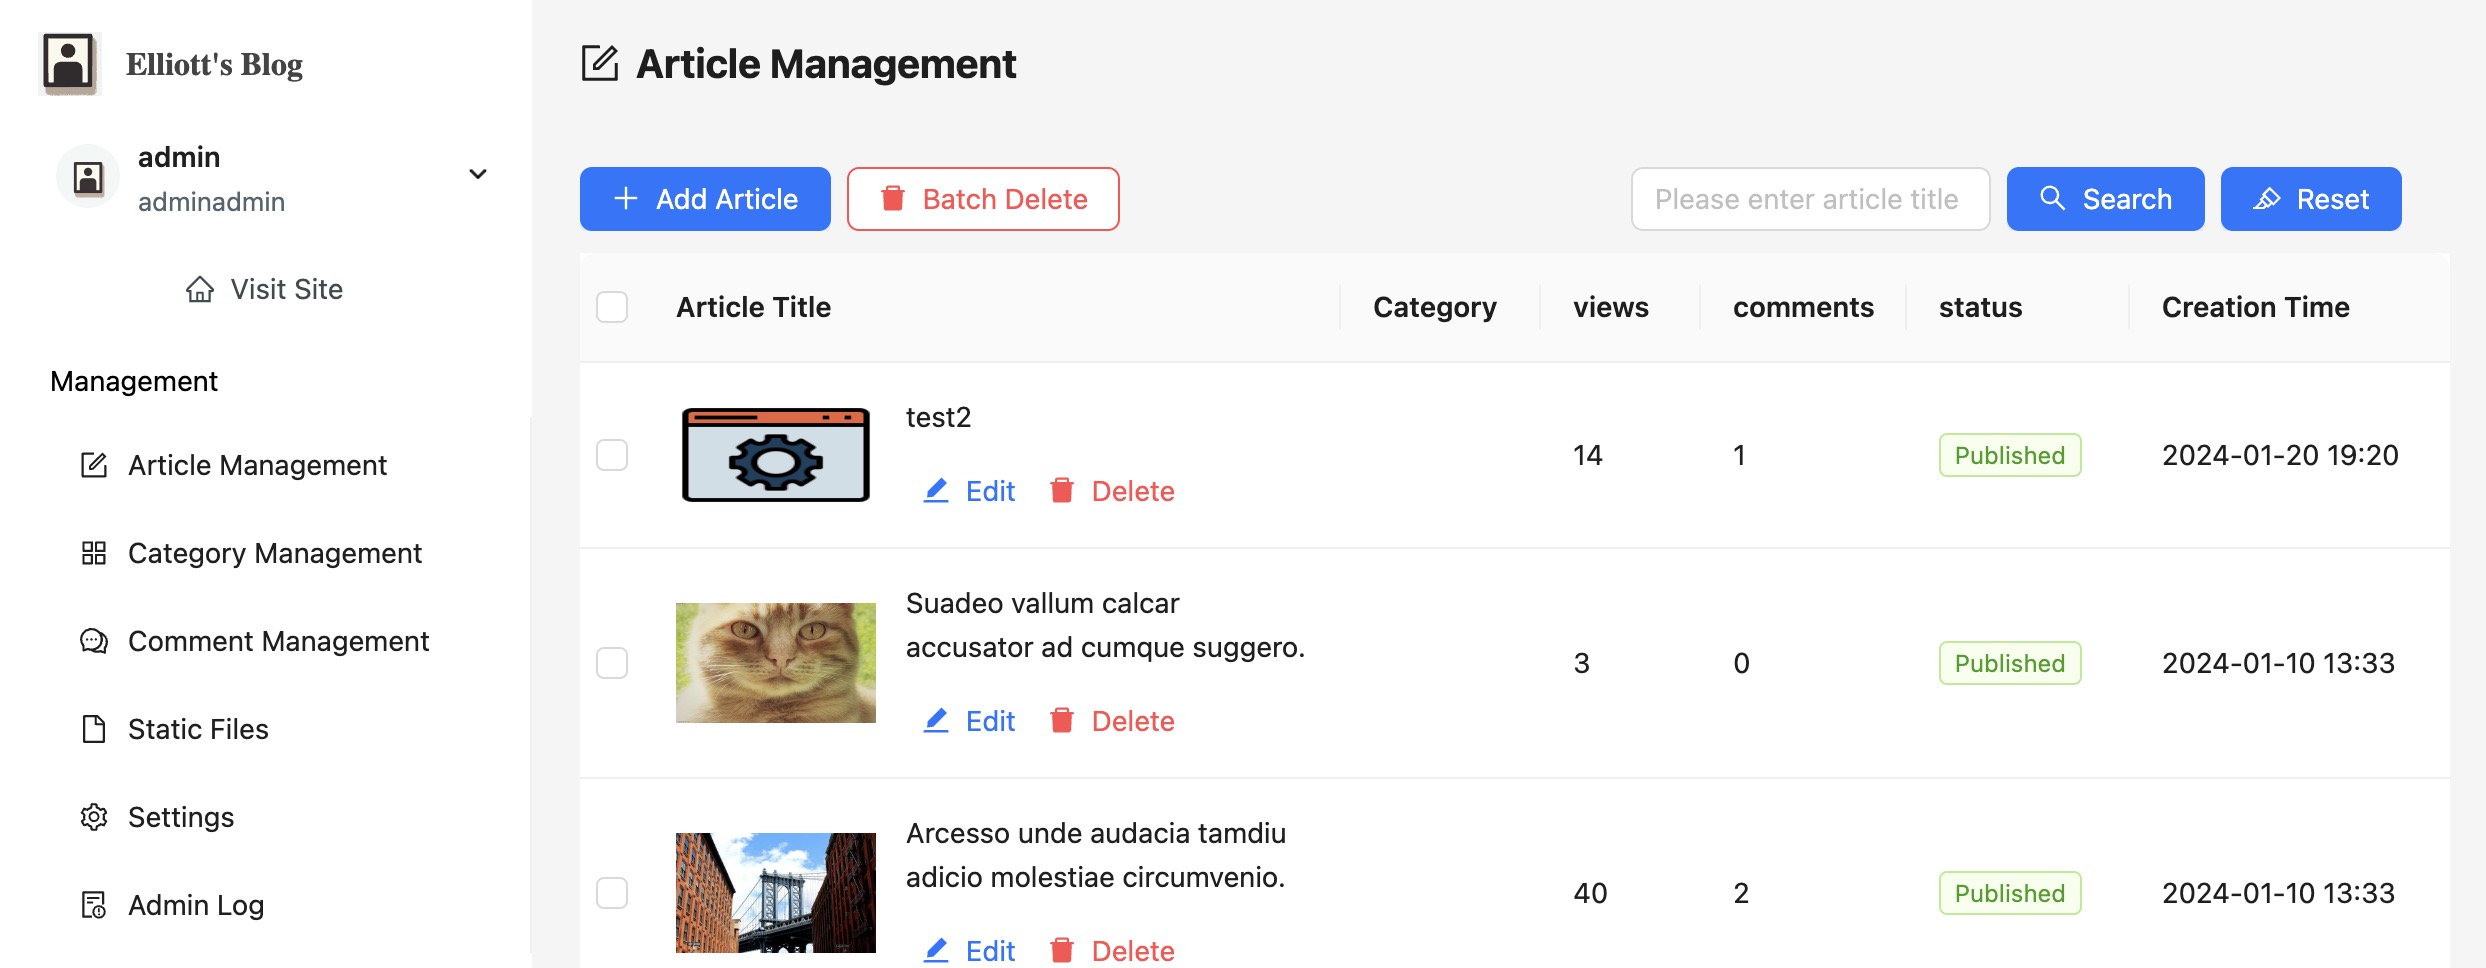 Elliott's Blog
admin
adminadmin
Visit Site
Management
Article Management
Category Management
Comment Management
Static Files
Settings
Admin Log
Article Management
Add Article
Batch Delete
Please enter article title
Search
Reset
Article Title
Category
views
comments
status
Creation Time
test2
Edit
Delete
14
1
Published
2024-01-20 19:20
Suadeo vallum calcar
accusator ad cumque suggero.
Edit
Delete
3
0
Published
2024-01-10 13:33
Arcesso unde audacia tamdiu
adicio molestiae circumvenio.
Edit
Delete
40
2
Published
2024-01-10 13:33